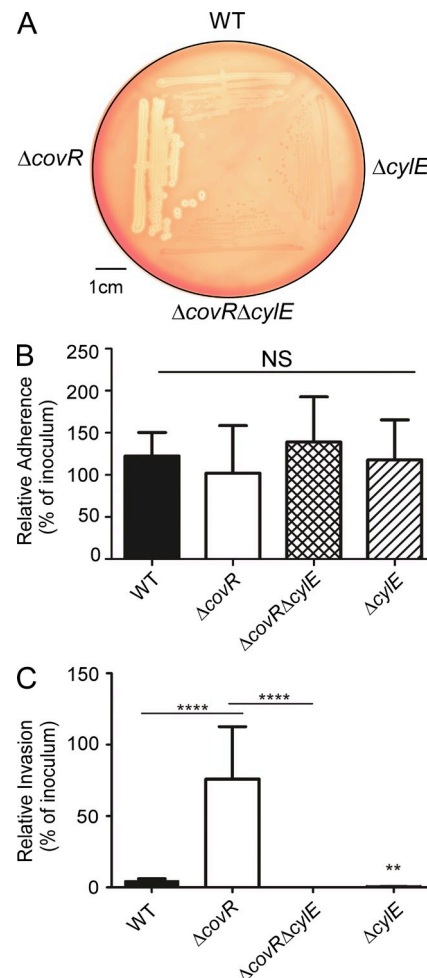 A
WT
ΔcovR
ΔcylE
1cm
ΔcovRΔcylE
B
Relative Adherence
(% of inoculum)
250
200
150
100
50
0
NS
WT
ΔcovR
ΔcovRΔcylE
ΔcylE
C
Relative Invasion
(% of inoculum)
150
100
50
0
****
****
**
WT
ΔcovR
ΔcovRΔcylE
ΔcylE